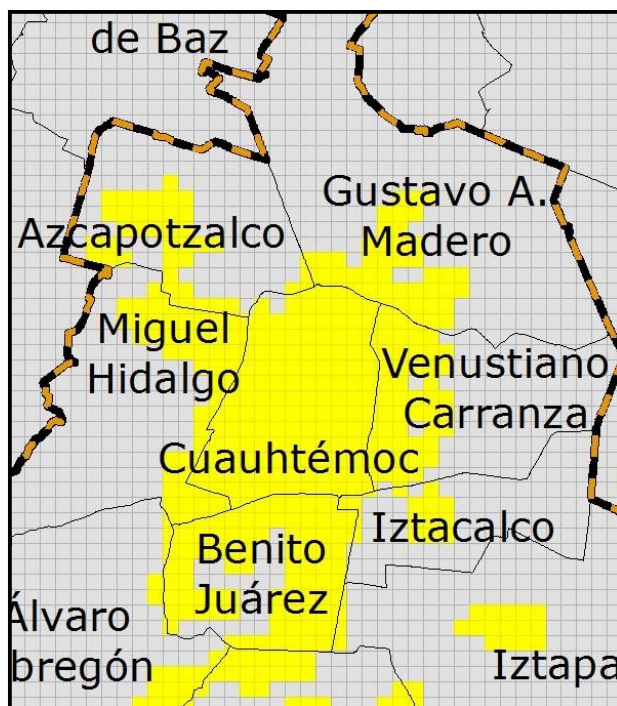 de Baz
Gustavo A.
Madero
Azcapotzalco
Miguel
Hidalgo
Venustiano
Carranza
Cuauhtémoc
Iztacalco
Benito
Juárez
Álvaro
bregón
Iztapa